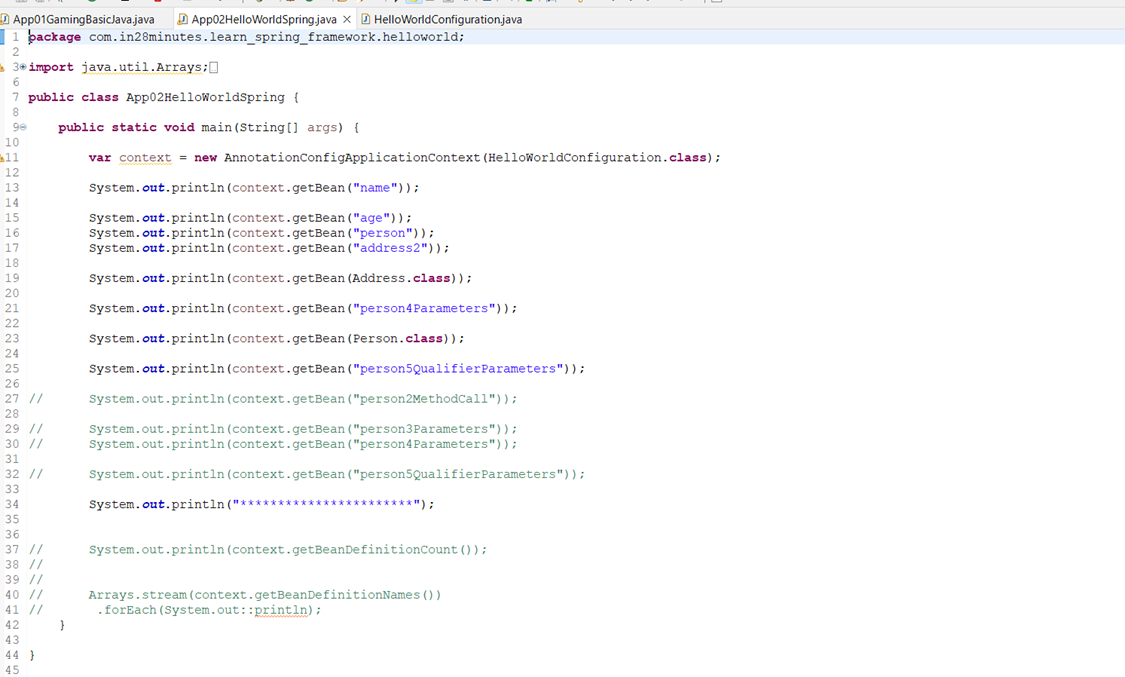 App01GamingBasicJava.java App02HelloWorldSpring.java HelloWorldConfiguration.java
1 package com.in28minutes.learn_spring_framework.helloworld;
2
3 import java.util.Arrays;
6
7 public class App02HelloWorldSpring {
8
9 public static void main(String[] args) {
10
11 var context = new AnnotationConfigApplicationContext(HelloWorldConfiguration.class);
12
13 System.out.println(context.getBean("name"));
14
15 System.out.println(context.getBean("age"));
16 System.out.println(context.getBean("person"));
17 System.out.println(context.getBean("address2"));
18
19 System.out.println(context.getBean(Address.class));
20
21 System.out.println(context.getBean("person4Parameters"));
22
23 System.out.println(context.getBean(Person.class));
24
25 System.out.println(context.getBean("person5QualifierParameters"));
26
27 // System.out.println(context.getBean("person2MethodCall"));
28
29 // System.out.println(context.getBean("person3Parameters"));
30 // System.out.println(context.getBean("person4Parameters"));
31
32 // System.out.println(context.getBean("person5QualifierParameters"));
33
34 System.out.println("***********************");
35
36
37 // System.out.println(context.getBeanDefinitionCount());
38 //
39 //
40 // Arrays.stream(context.getBeanDefinitionNames())
41 // .forEach(System.out::println);
42 }
43
44 }
45